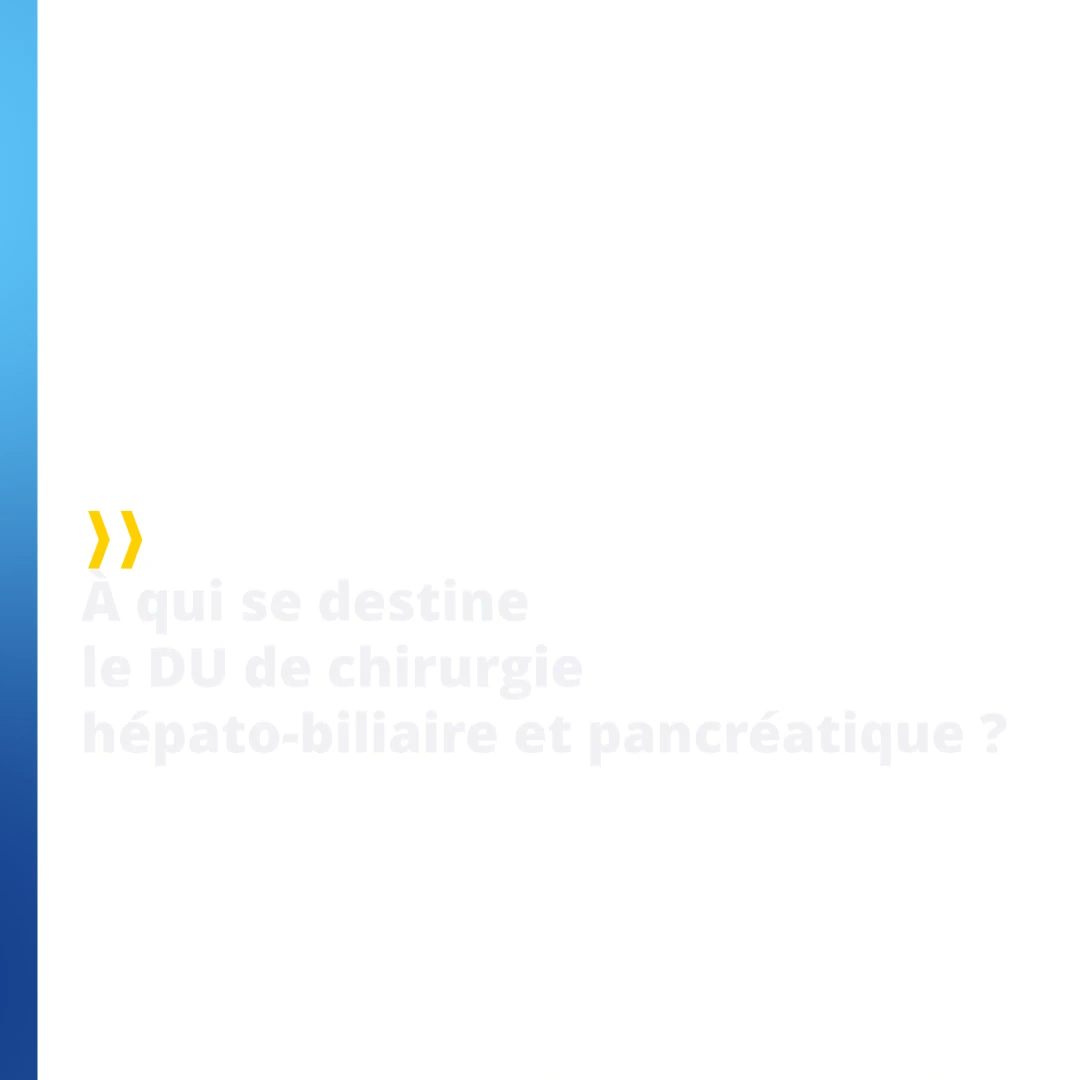 À qui se destine
le DU de chirurgie
hépato-biliaire et pancréatique ?